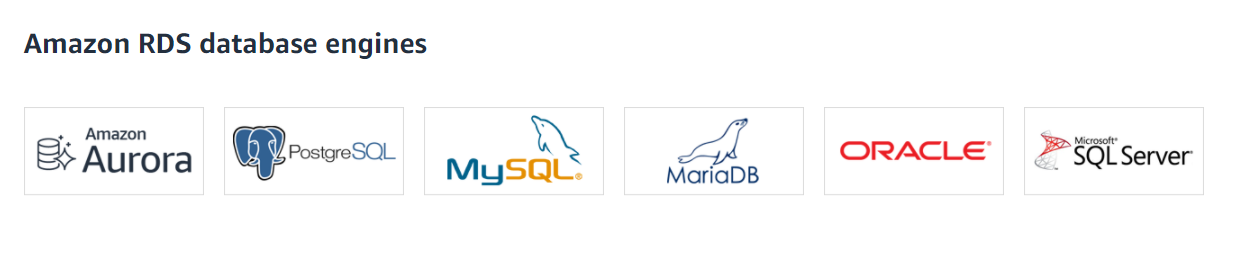 Amazon RDS database engines
Amazon
Aurora
PostgreSQL
MySQL®
MariaDB
ORACLE®
Microsoft®
SQL Server®